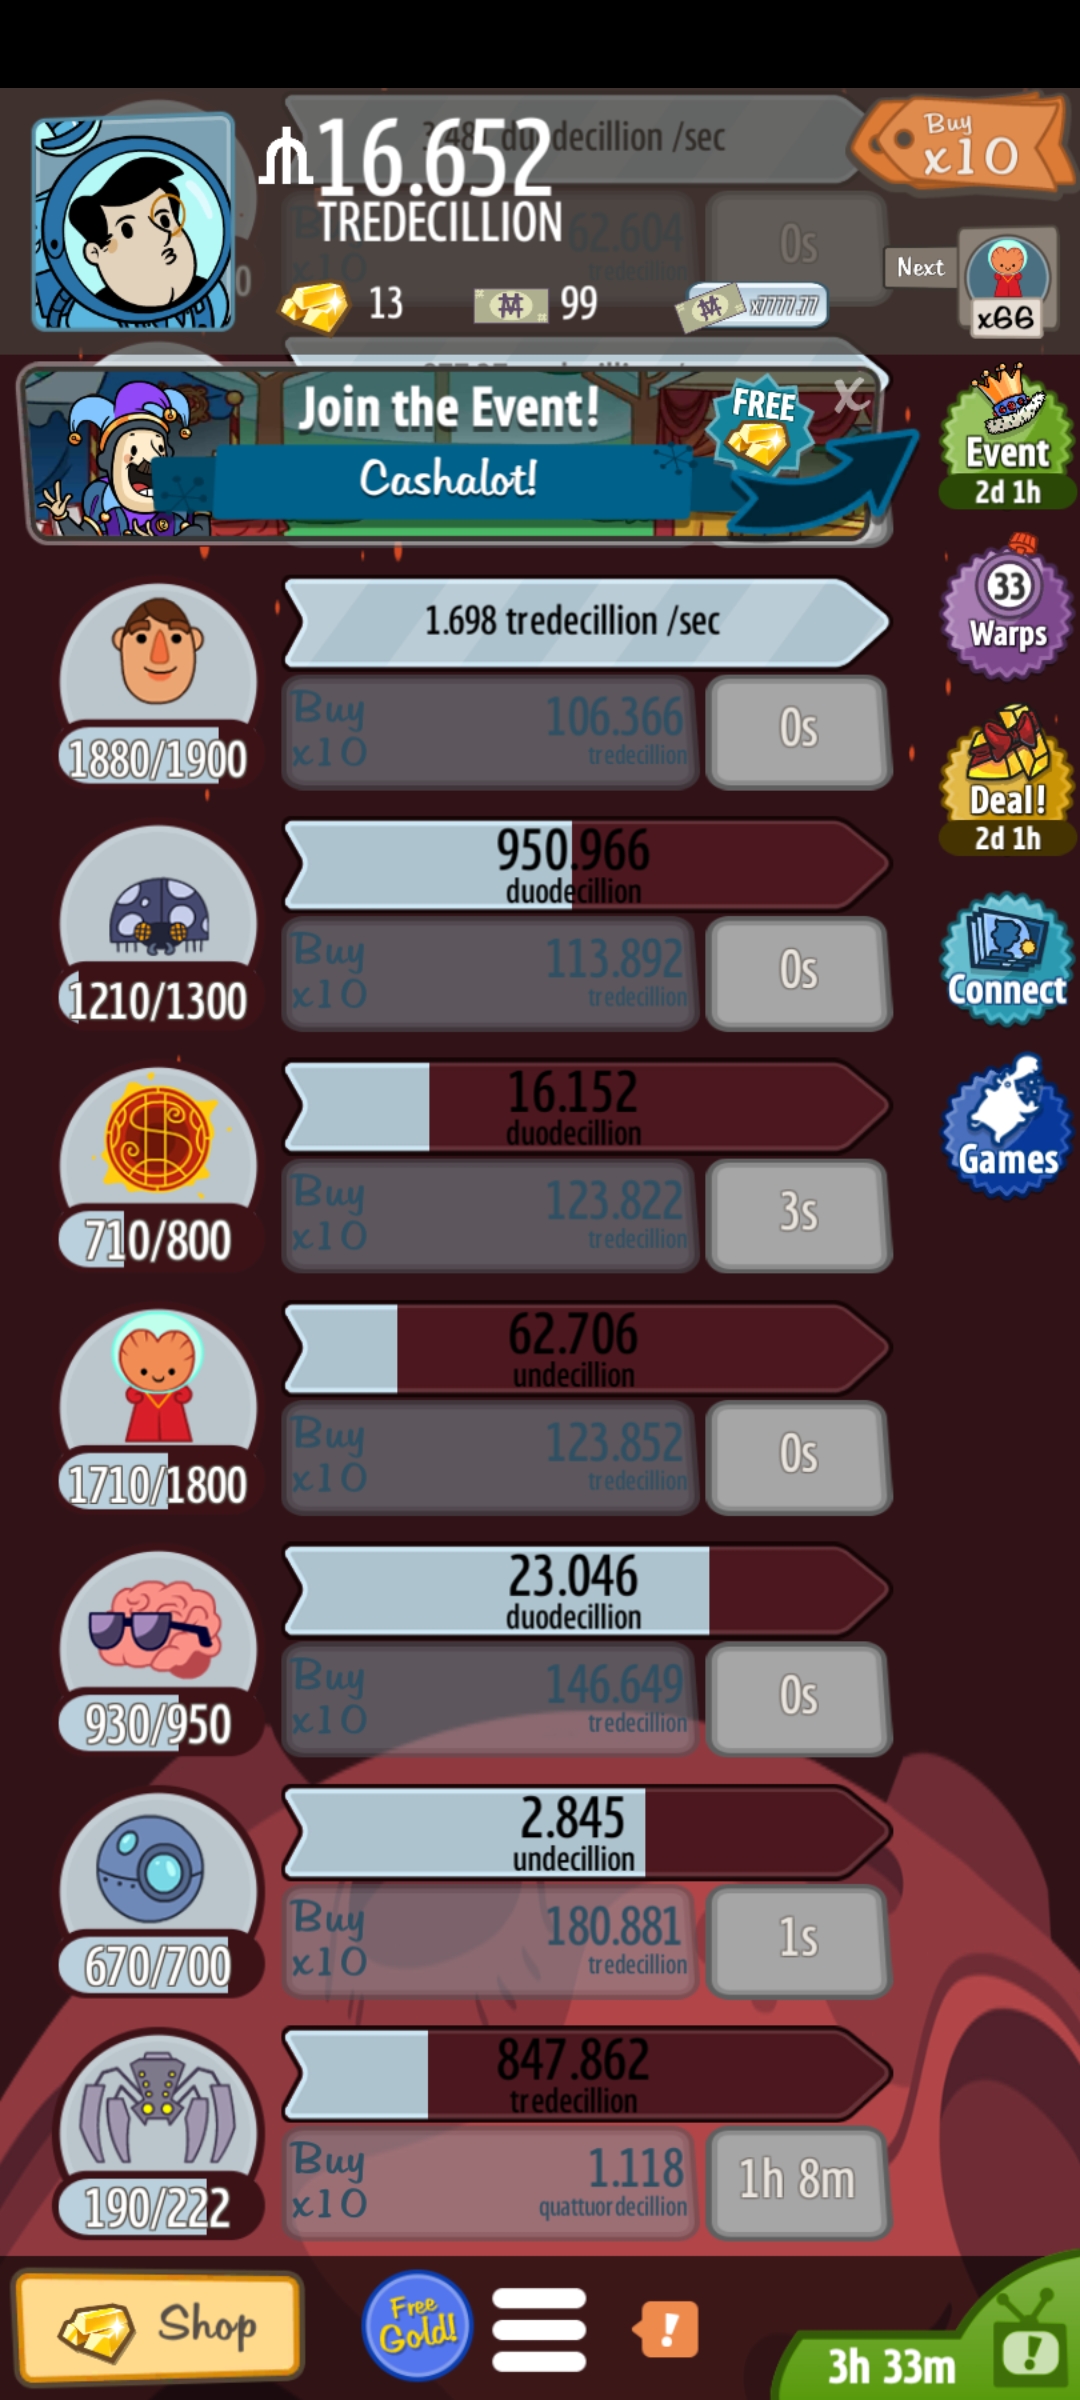 16.652
TREDECILLION
Buy
x10
13
99
x7777.77
Next
x66
decillion /sec
62.604
0s
Join the Event!
FREE
X
Cashalot!
Event
2d 1h
1.698 tredecillion /sec
Buy
x10
106.366
tredecillion
0s
1880/1900
33
Warps
Deal!
2d 1h
950.966
duodecillion
Buy
x10
113.892
tredecillion
0s
1210/1300
Connect
16.152
duodecillion
Buy
x10
123.822
tredecillion
3s
710/800
Games
62.706
undecillion
Buy
x10
123.852
tredecillion
0s
1710/1800
23.046
duodecillion
Buy
x10
146.649
tredecillion
0s
930/950
2.845
undecillion
Buy
x10
180.881
tredecillion
1s
670/700
847.862
tredecillion
Buy
x10
1.118
quattuordecillion
1h 8m
190/222
Shop
Free
Gold!
!
3h 33m
!